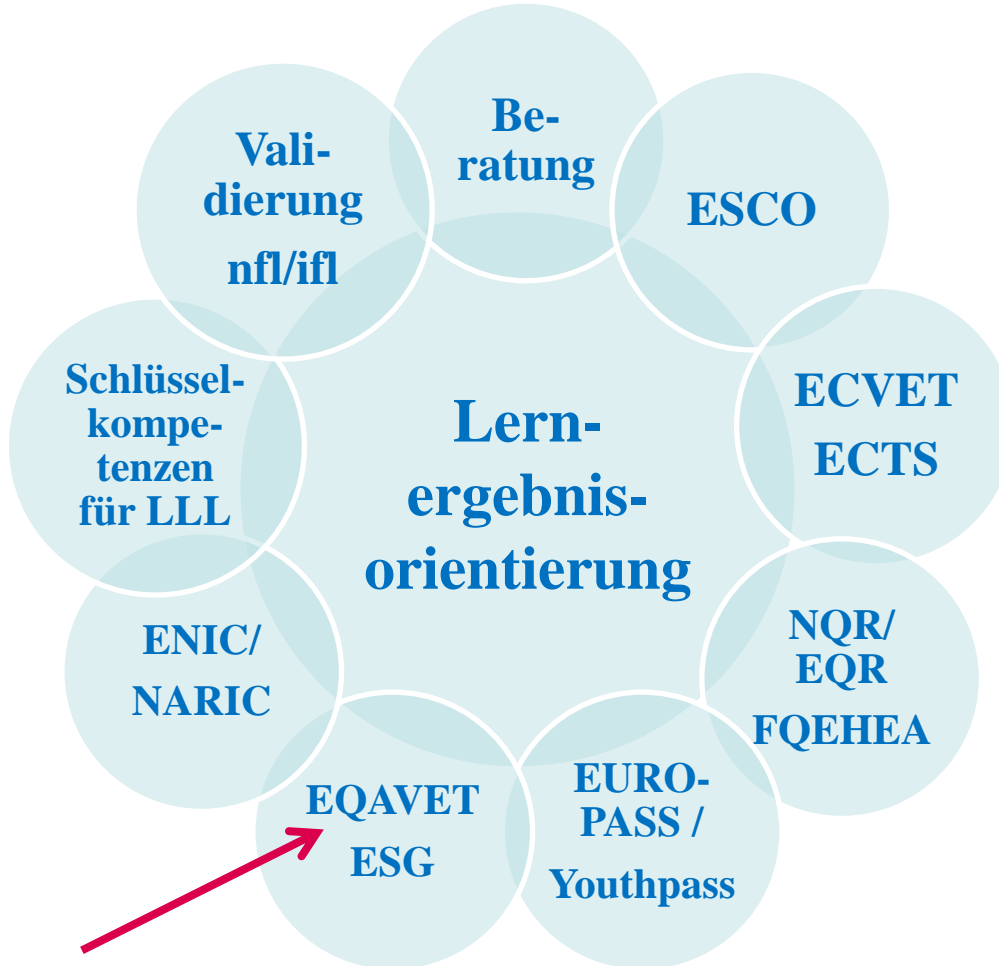 Be-
ratung
Vali-
dierung
nfl/ifl
ESCO
Schlüssel-
kompe-
tenzen
für LLL
Lern-
ergebnis-
orientierung
ECVET
ECTS
ENIC/
NARIC
NQR/
EQR
FQEHEA
EQAVET
ESG
EURO-
PASS /
Youthpass